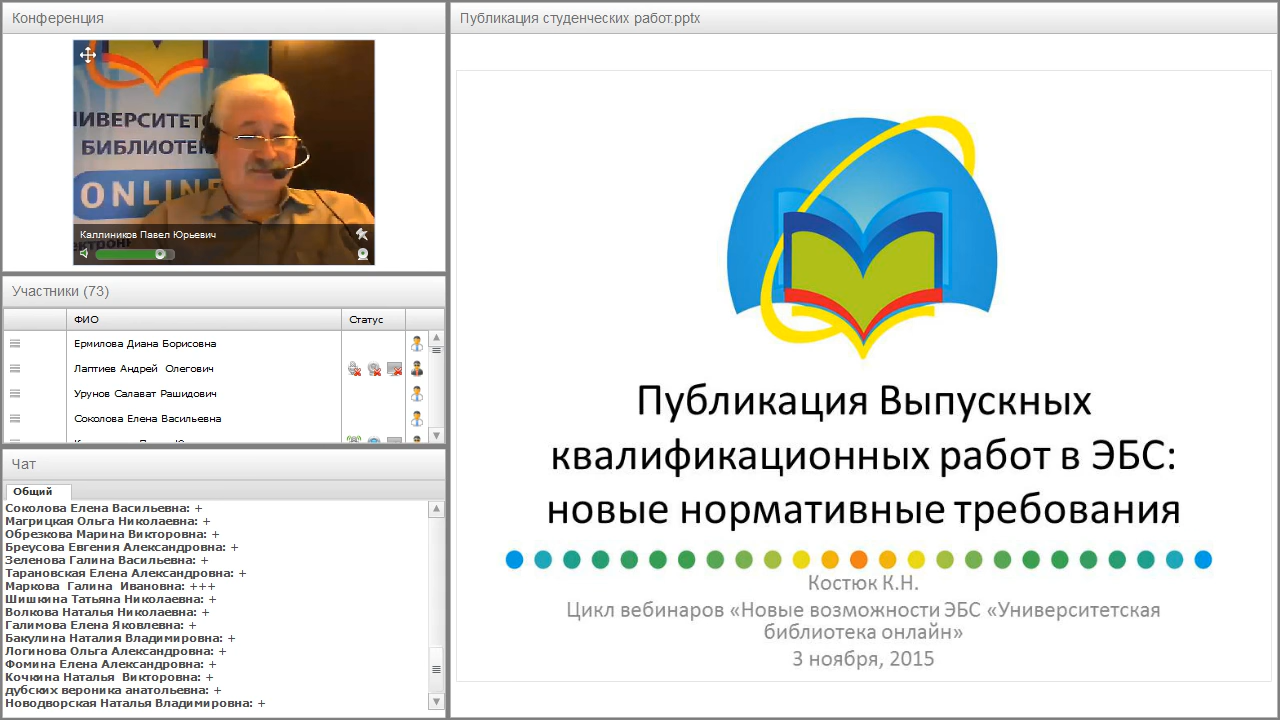 Конференция
ИВЕРСИТЕТ
БИБЛИОТЕК
ONLINE
Каллиников Павел Юрьевич
Участники (73)
ФИО Статус
Ермилова Диана Борисовна
Лаптиев Андрей Олегович
Урунов Салават Рашидович
Соколова Елена Васильевна
Чат
Общий
Соколова Елена Васильевна: +
Магрицкая Ольга Николаевна: +
Обрезкова Марина Викторовна: +
Бреусова Евгения Александровна: +
Зеленова Галина Васильевна: +
Тарановская Елена Александровна: +
Маркова Галина Ивановна: +++
Шишкина Татьяна Николаевна: +
Волкова Наталья Николаевна: +
Галимова Елена Яковлевна: +
Бакулина Наталия Владимировна: +
Логинова Ольга Александровна: +
Фомина Елена Александровна: +
Кочкина Наталья Викторовна: +
дубских вероника анатольевна: +
Новодворская Наталья Владимировна: +
Публикация студенческих работ.pptx
Публикация Выпускных
квалификационных работ в ЭБС:
новые нормативные требования
Костюк К.Н.
Цикл вебинаров «Новые возможности ЭБС «Университетская
библиотека онлайн»
3 ноября, 2015